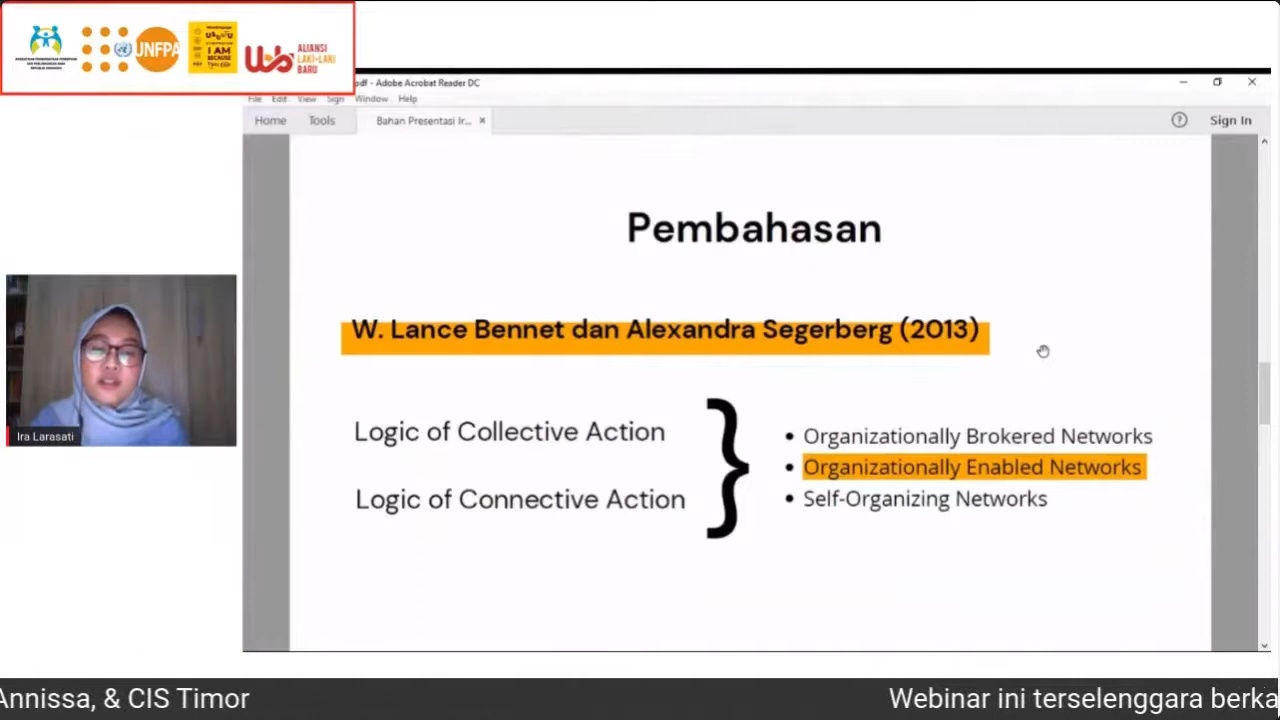 UNFPA
I AM
BECAUSE
ALIANSI
LAKI-LAKI
BARU
pdf - Adobe Acrobat Reader DC
File Edit View Sign Window Help
Home Tools Bahan Presentasi Ir... × Sign In
Pembahasan
W. Lance Bennet dan Alexandra Segerberg (2013)
Logic of Collective Action
Logic of Connective Action
• Organizationally Brokered Networks
• Organizationally Enabled Networks
• Self-Organizing Networks
Ira Larasati
Annissa, & CIS Timor Webinar ini terselenggara berka